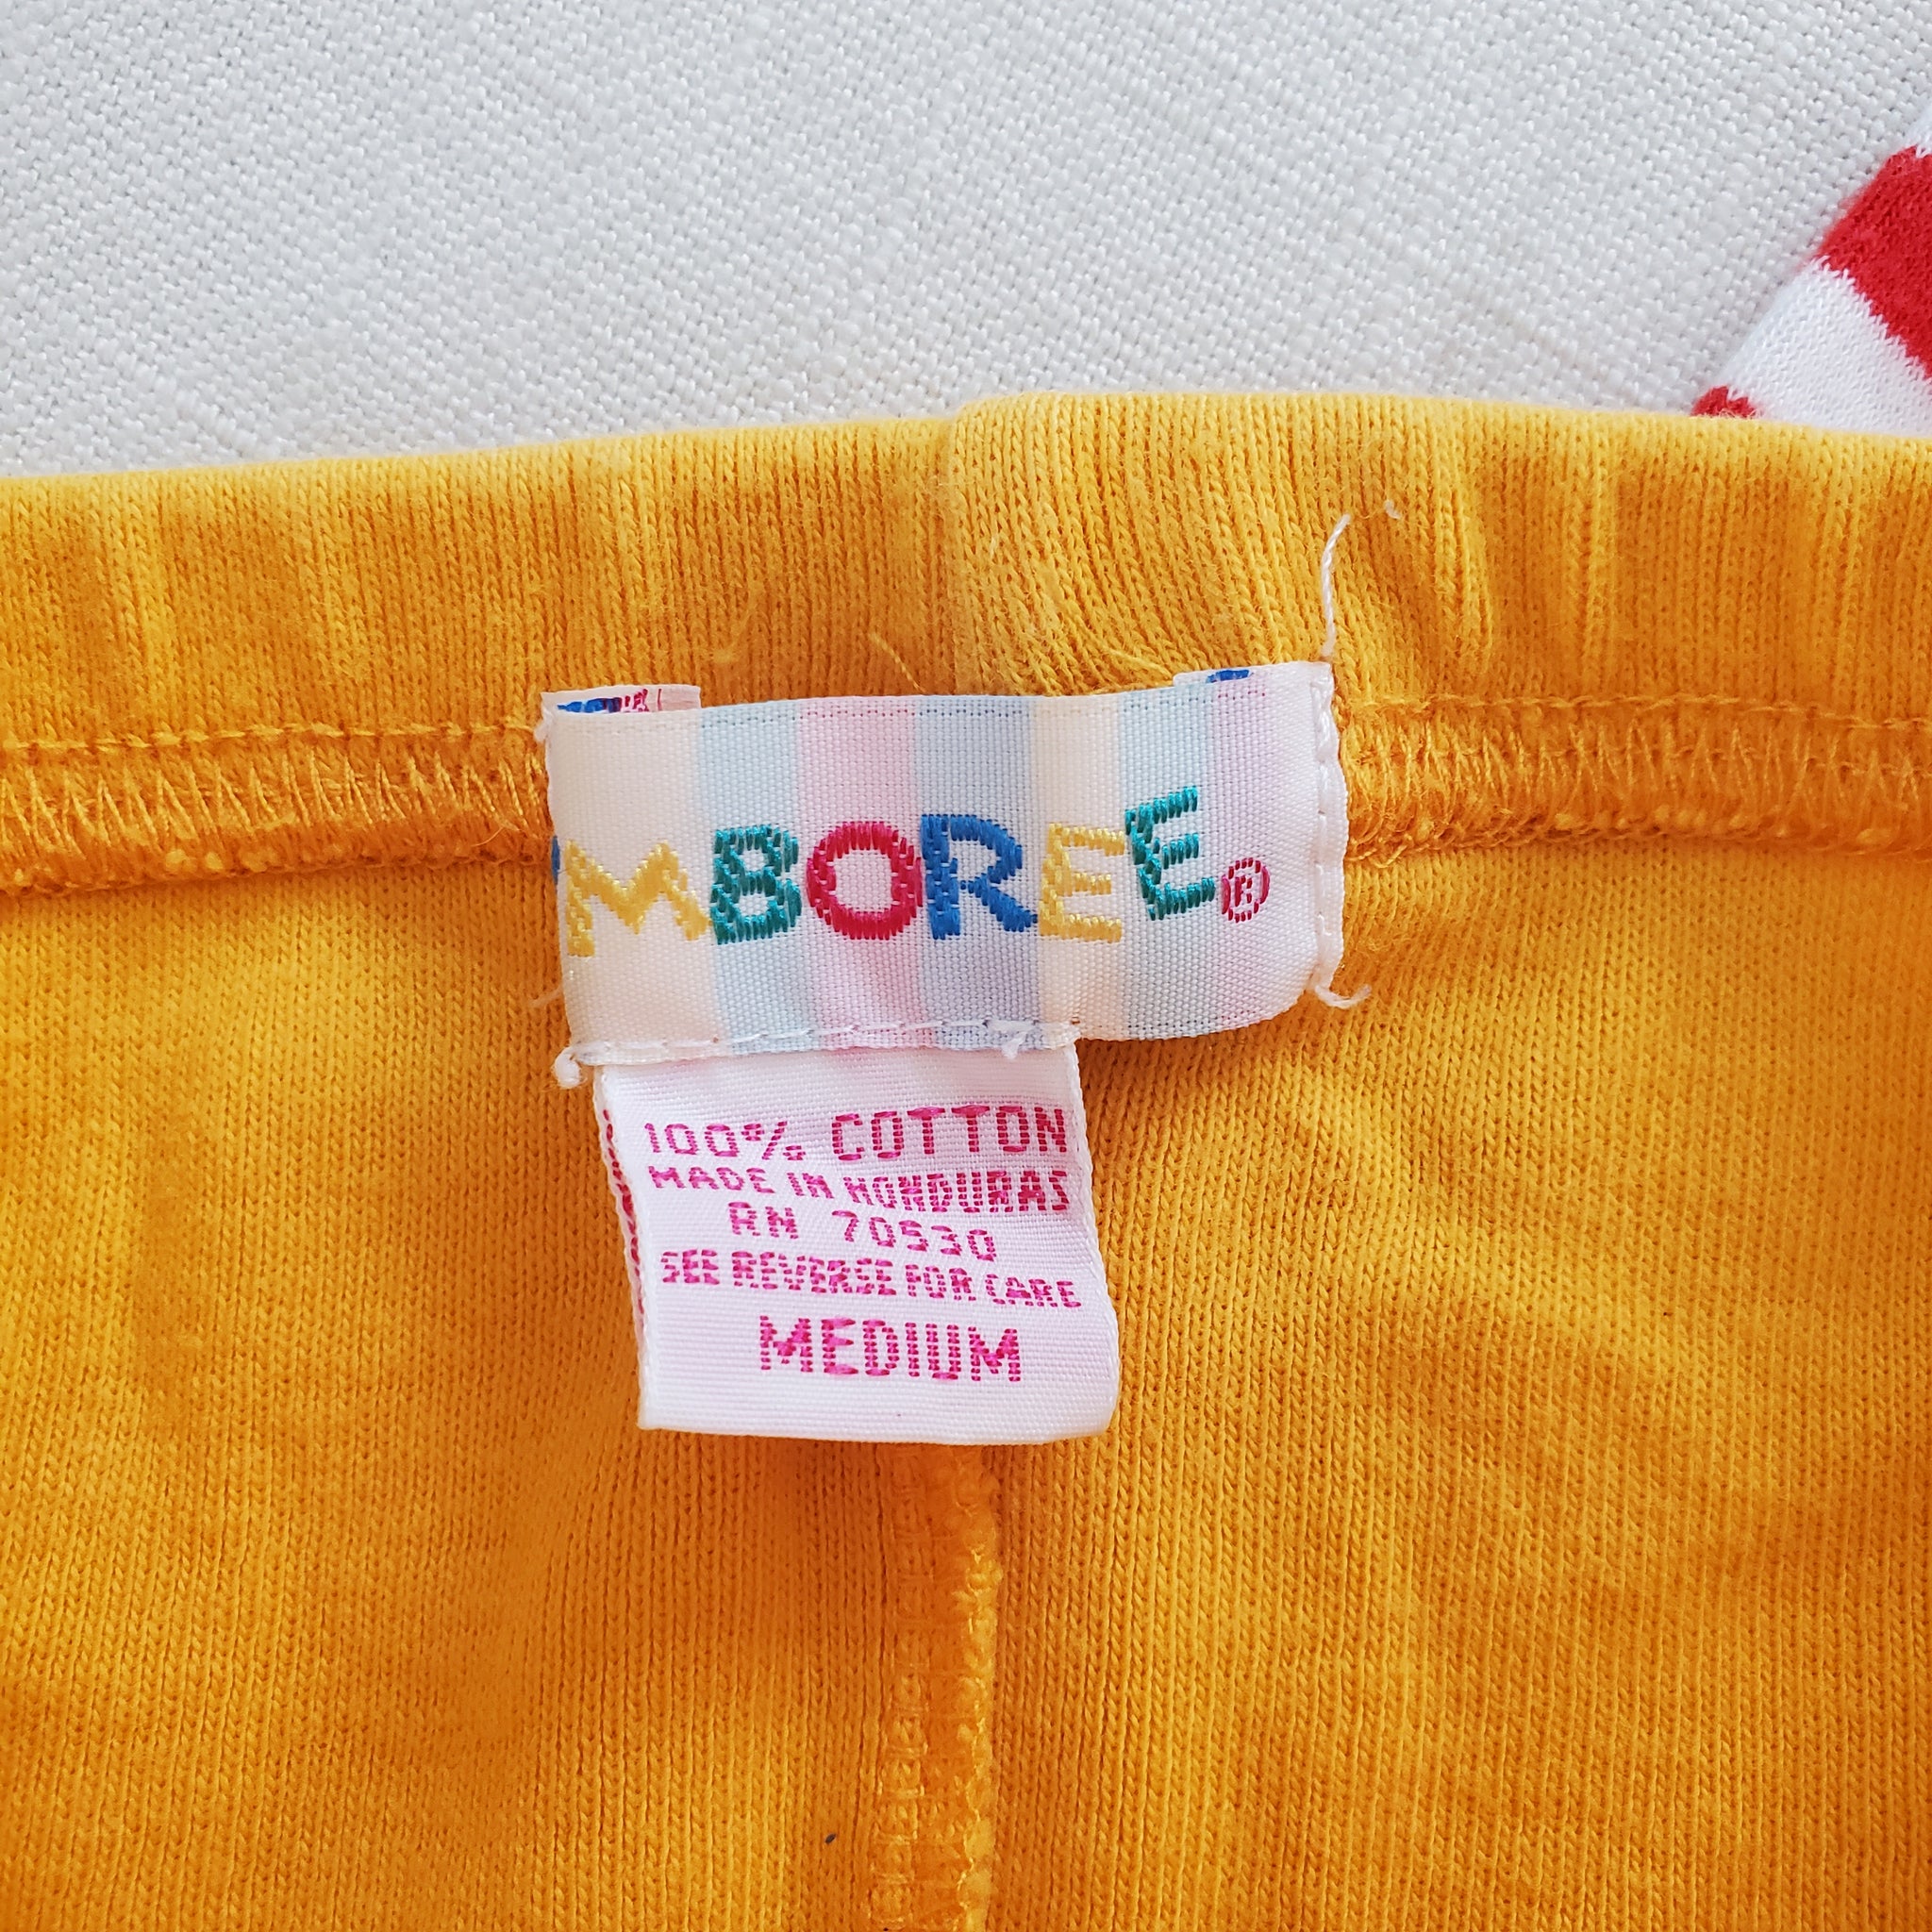 MBOREE®
100% COTTON
MADE IN HONDURAS
RN 70530
SEE REVERSE FOR CARE
MEDIUM